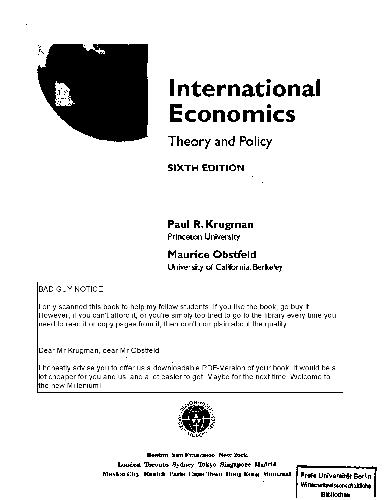 International
Economics
Theory and Policy
SIXTH EDITION
Paul R. Krugman
Princeton University
Maurice Obstfeld
University of California, Berkeley
BAD GUY NOTICE
I only scanned this book to help my fellow students. If you like the book, go buy it.
However, if you can't afford it, or you're simply too tired to go to the library every time you
need to read it or copy pages from it, then don't complain about the quality.
Dear Mr Krugman, dear Mr Obstfeld
I honestly advise you to offer us a downloadable PDF-Version of your book. It would be a
lot cheaper for you and us, and a lot easier to get. Maybe for the next time. Welcome to
the new Millenium!
Boston San Francisco New York
London Toronto Sydney Tokyo Singapore Madrid
Mexico City Munich Paris Cape Town Hong Kong Montreal
Freie Universität Berlin
Wirtschaftswissenschaftliche
Bibliothek